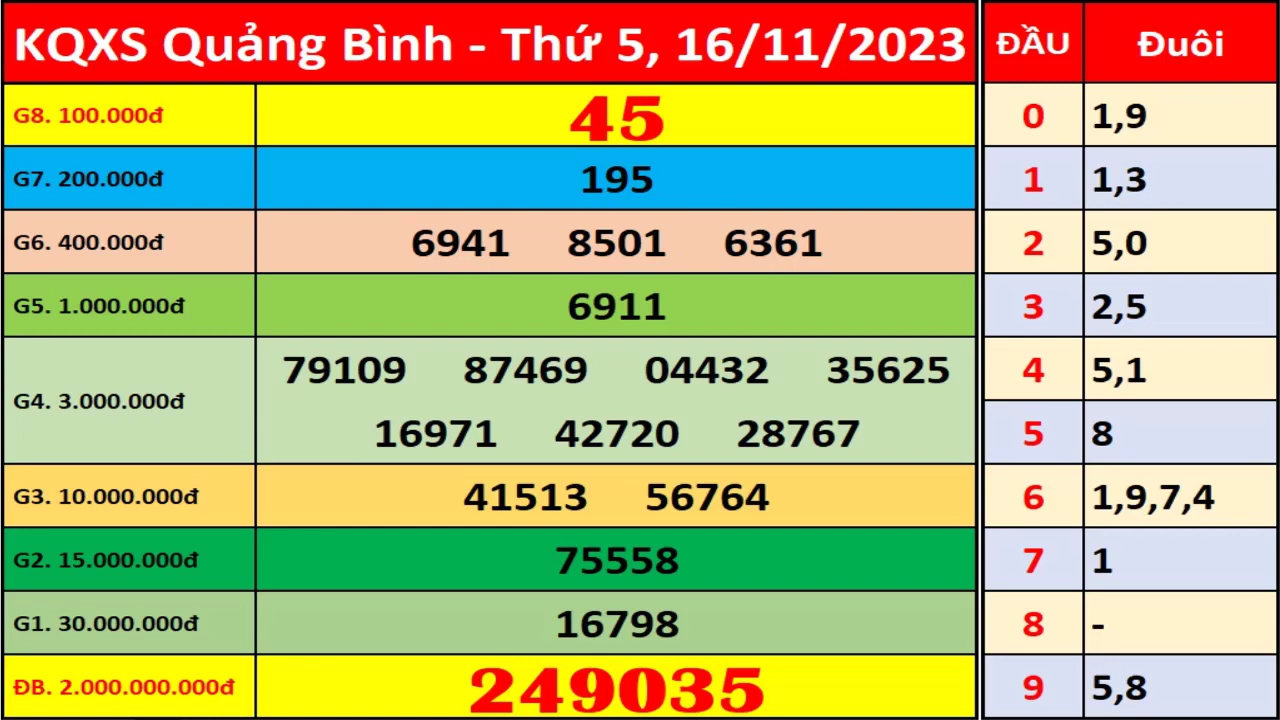 KQXS Quảng Bình - Thứ 5, 16/11/2023
G8. 100.000đ 45
G7. 200.000đ 195
G6. 400.000đ 6941 8501 6361
G5. 1.000.000đ 6911
G4. 3.000.000đ 79109 87469 04432 35625
16971 42720 28767
G3. 10.000.000đ 41513 56764
G2. 15.000.000đ 75558
G1. 30.000.000đ 16798
ĐB. 2.000.000.000đ 249035
ĐẦU Đuôi
0 1,9
1 1,3
2 5,0
3 2,5
4 5,1
5 8
6 1,9,7,4
7 1
8 -
9 5,8